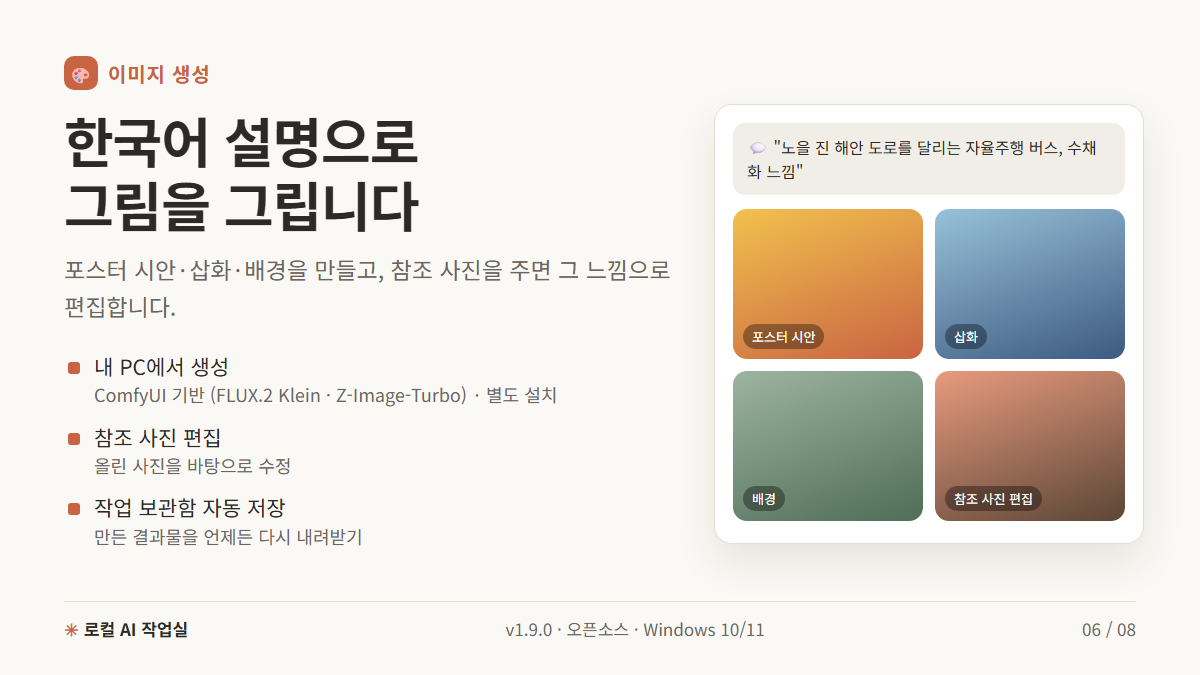 이미지 생성
한국어 설명으로
그림을 그립니다
포스터 시안·삽화·배경을 만들고, 참조 사진을 주면 그 느낌으로
편집합니다.
내 PC에서 생성
ComfyUI 기반 (FLUX.2 Klein · Z-Image-Turbo) · 별도 설치
참조 사진 편집
올린 사진을 바탕으로 수정
작업 보관함 자동 저장
만든 결과물을 언제든 다시 내려받기
"노을 진 해안 도로를 달리는 자율주행 버스, 수채
화 느낌"
포스터 시안
삽화
배경
참조 사진 편집
로컬 AI 작업실
v1.9.0 · 오픈소스 · Windows 10/11
06 / 08